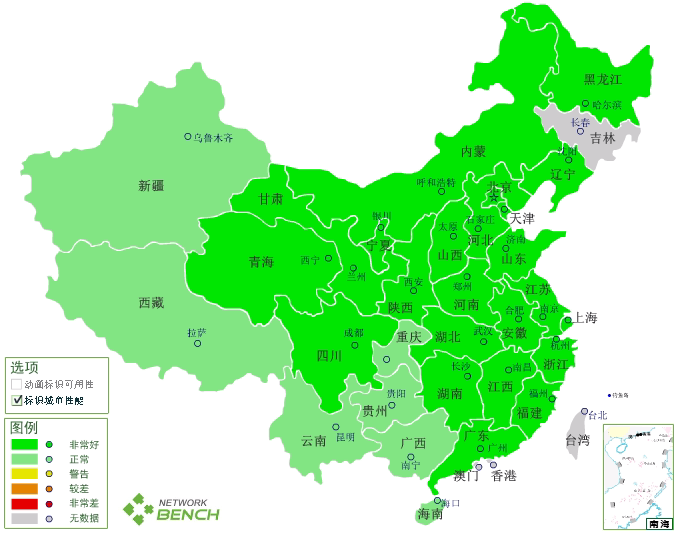 黑龙江
哈尔滨
长春
吉林
沈阳
辽宁
内蒙
呼和浩特
北京
天津
乌鲁木齐
新疆
甘肃
银川
宁夏
太原
石家庄
河北
济南
山东
山西
青海
西宁
兰州
西安
陕西
郑州
河南
江苏
合肥
南京
安徽
上海
杭州
浙江
西藏
拉萨
成都
四川
重庆
湖北
武汉
长沙
湖南
南昌
江西
福州
福建
贵阳
贵州
云南
昆明
广西
南宁
广东
广州
澳门
香港
海口
海南
台北
台湾
钓鱼岛
南海
选项
动画标识可用性
标识城市性能
图例
非常好
正常
警告
较差
非常差
无数据
NETWORK
BENCH